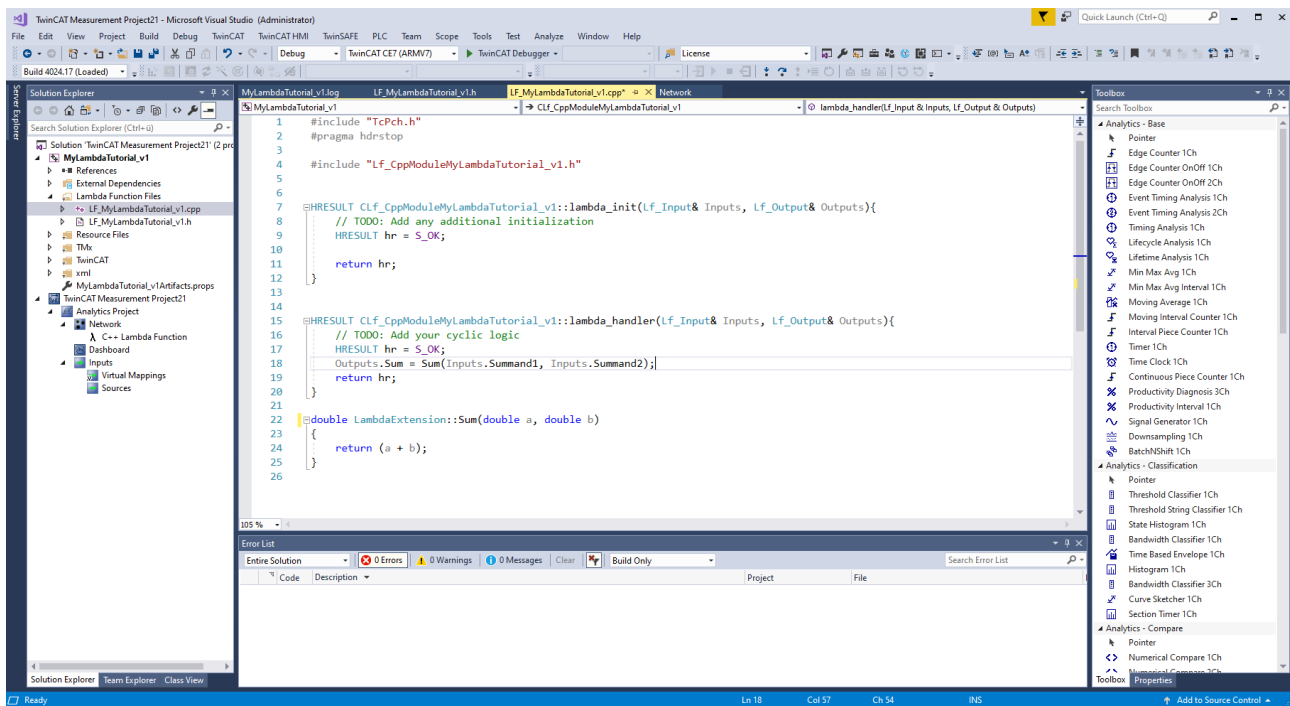 TwinCAT Measurement Project21 - Microsoft Visual Studio (Administrator)
Quick Launch (Ctrl+Q)
File Edit View Project Build Debug TwinCAT TwinCAT HMI TwinSAFE PLC Team Scope Tools Test Analyze Window Help
Debug TwinCAT CE7 (ARMV7) TwinCAT Debugger License
Build 4024.17 (Loaded)
Server Explorer
Solution Explorer
Search Solution Explorer (Ctrl+ü)
Solution 'TwinCAT Measurement Project21' (2 pro
MyLambdaTutorial_v1
References
External Dependencies
Lambda Function Files
LF_MyLambdaTutorial_v1.cpp
LF_MyLambdaTutorial_v1.h
Resource Files
TMx
TwinCAT
xml
MyLambdaTutorial_v1Artifacts.props
TwinCAT Measurement Project21
Analytics Project
Network
C++ Lambda Function
Dashboard
Inputs
Virtual Mappings
Sources
Solution Explorer Team Explorer Class View
MyLambdaTutorial_v1.log LF_MyLambdaTutorial_v1.h LF_MyLambdaTutorial_v1.cpp* Network
MyLambdaTutorial_v1 CLf_CppModuleMyLambdaTutorial_v1 lambda_handler(Lf_Input & Inputs, Lf_Output & Outputs)
1 #include "TcPch.h"
2 #pragma hdrstop
3
4 #include "Lf_CppModuleMyLambdaTutorial_v1.h"
5
6
7 HRESULT CLf_CppModuleMyLambdaTutorial_v1::lambda_init(Lf_Input& Inputs, Lf_Output& Outputs){
8 // TODO: Add any additional initialization
9 HRESULT hr = S_OK;
10
11 return hr;
12 }
13
14
15 HRESULT CLf_CppModuleMyLambdaTutorial_v1::lambda_handler(Lf_Input& Inputs, Lf_Output& Outputs){
16 // TODO: Add your cyclic logic
17 HRESULT hr = S_OK;
18 Outputs.Sum = Sum(Inputs.Summand1, Inputs.Summand2);
19 return hr;
20 }
21
22 double LambdaExtension::Sum(double a, double b)
23 {
24 return (a + b);
25 }
26
105 %
Error List
Entire Solution 0 Errors 0 Warnings 0 Messages Clear Build Only Search Error List
Code Description Project File
Toolbox
Search Toolbox
Analytics - Base
Pointer
Edge Counter 1Ch
Edge Counter OnOff 1Ch
Edge Counter OnOff 2Ch
Event Timing Analysis 1Ch
Event Timing Analysis 2Ch
Timing Analysis 1Ch
Lifecycle Analysis 1Ch
Lifetime Analysis 1Ch
Min Max Avg 1Ch
Min Max Avg Interval 1Ch
Moving Average 1Ch
Moving Interval Counter 1Ch
Interval Piece Counter 1Ch
Timer 1Ch
Time Clock 1Ch
Continuous Piece Counter 1Ch
Productivity Diagnosis 3Ch
Productivity Interval 1Ch
Signal Generator 1Ch
Downsampling 1Ch
BatchNShift 1Ch
Analytics - Classification
Pointer
Threshold Classifier 1Ch
Threshold String Classifier 1Ch
State Histogram 1Ch
Bandwidth Classifier 1Ch
Time Based Envelope 1Ch
Histogram 1Ch
Bandwidth Classifier 3Ch
Curve Sketcher 1Ch
Section Timer 1Ch
Analytics - Compare
Pointer
Numerical Compare 1Ch
Toolbox Properties
Ready Ln 18 Col 57 Ch 54 INS Add to Source Control